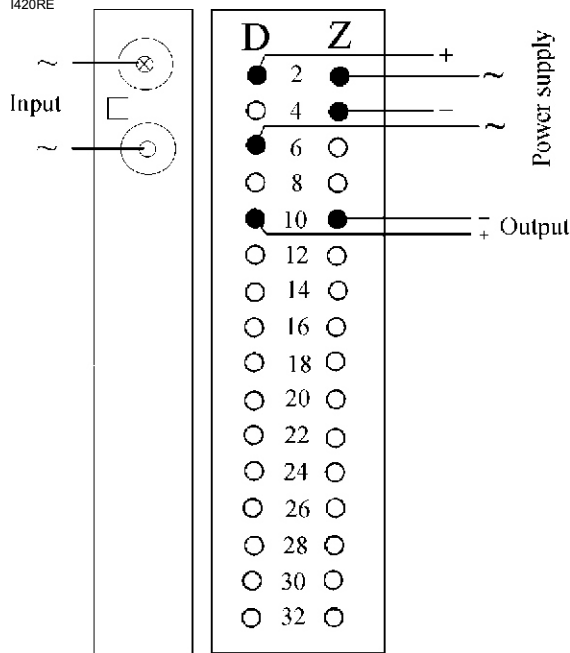 I420RE
D Z
+
~ 2 ~
Input 4 −
~ 6 ~
Power supply
8
10 − Output
+
12
14
16
18
20
22
24
26
28
30
32